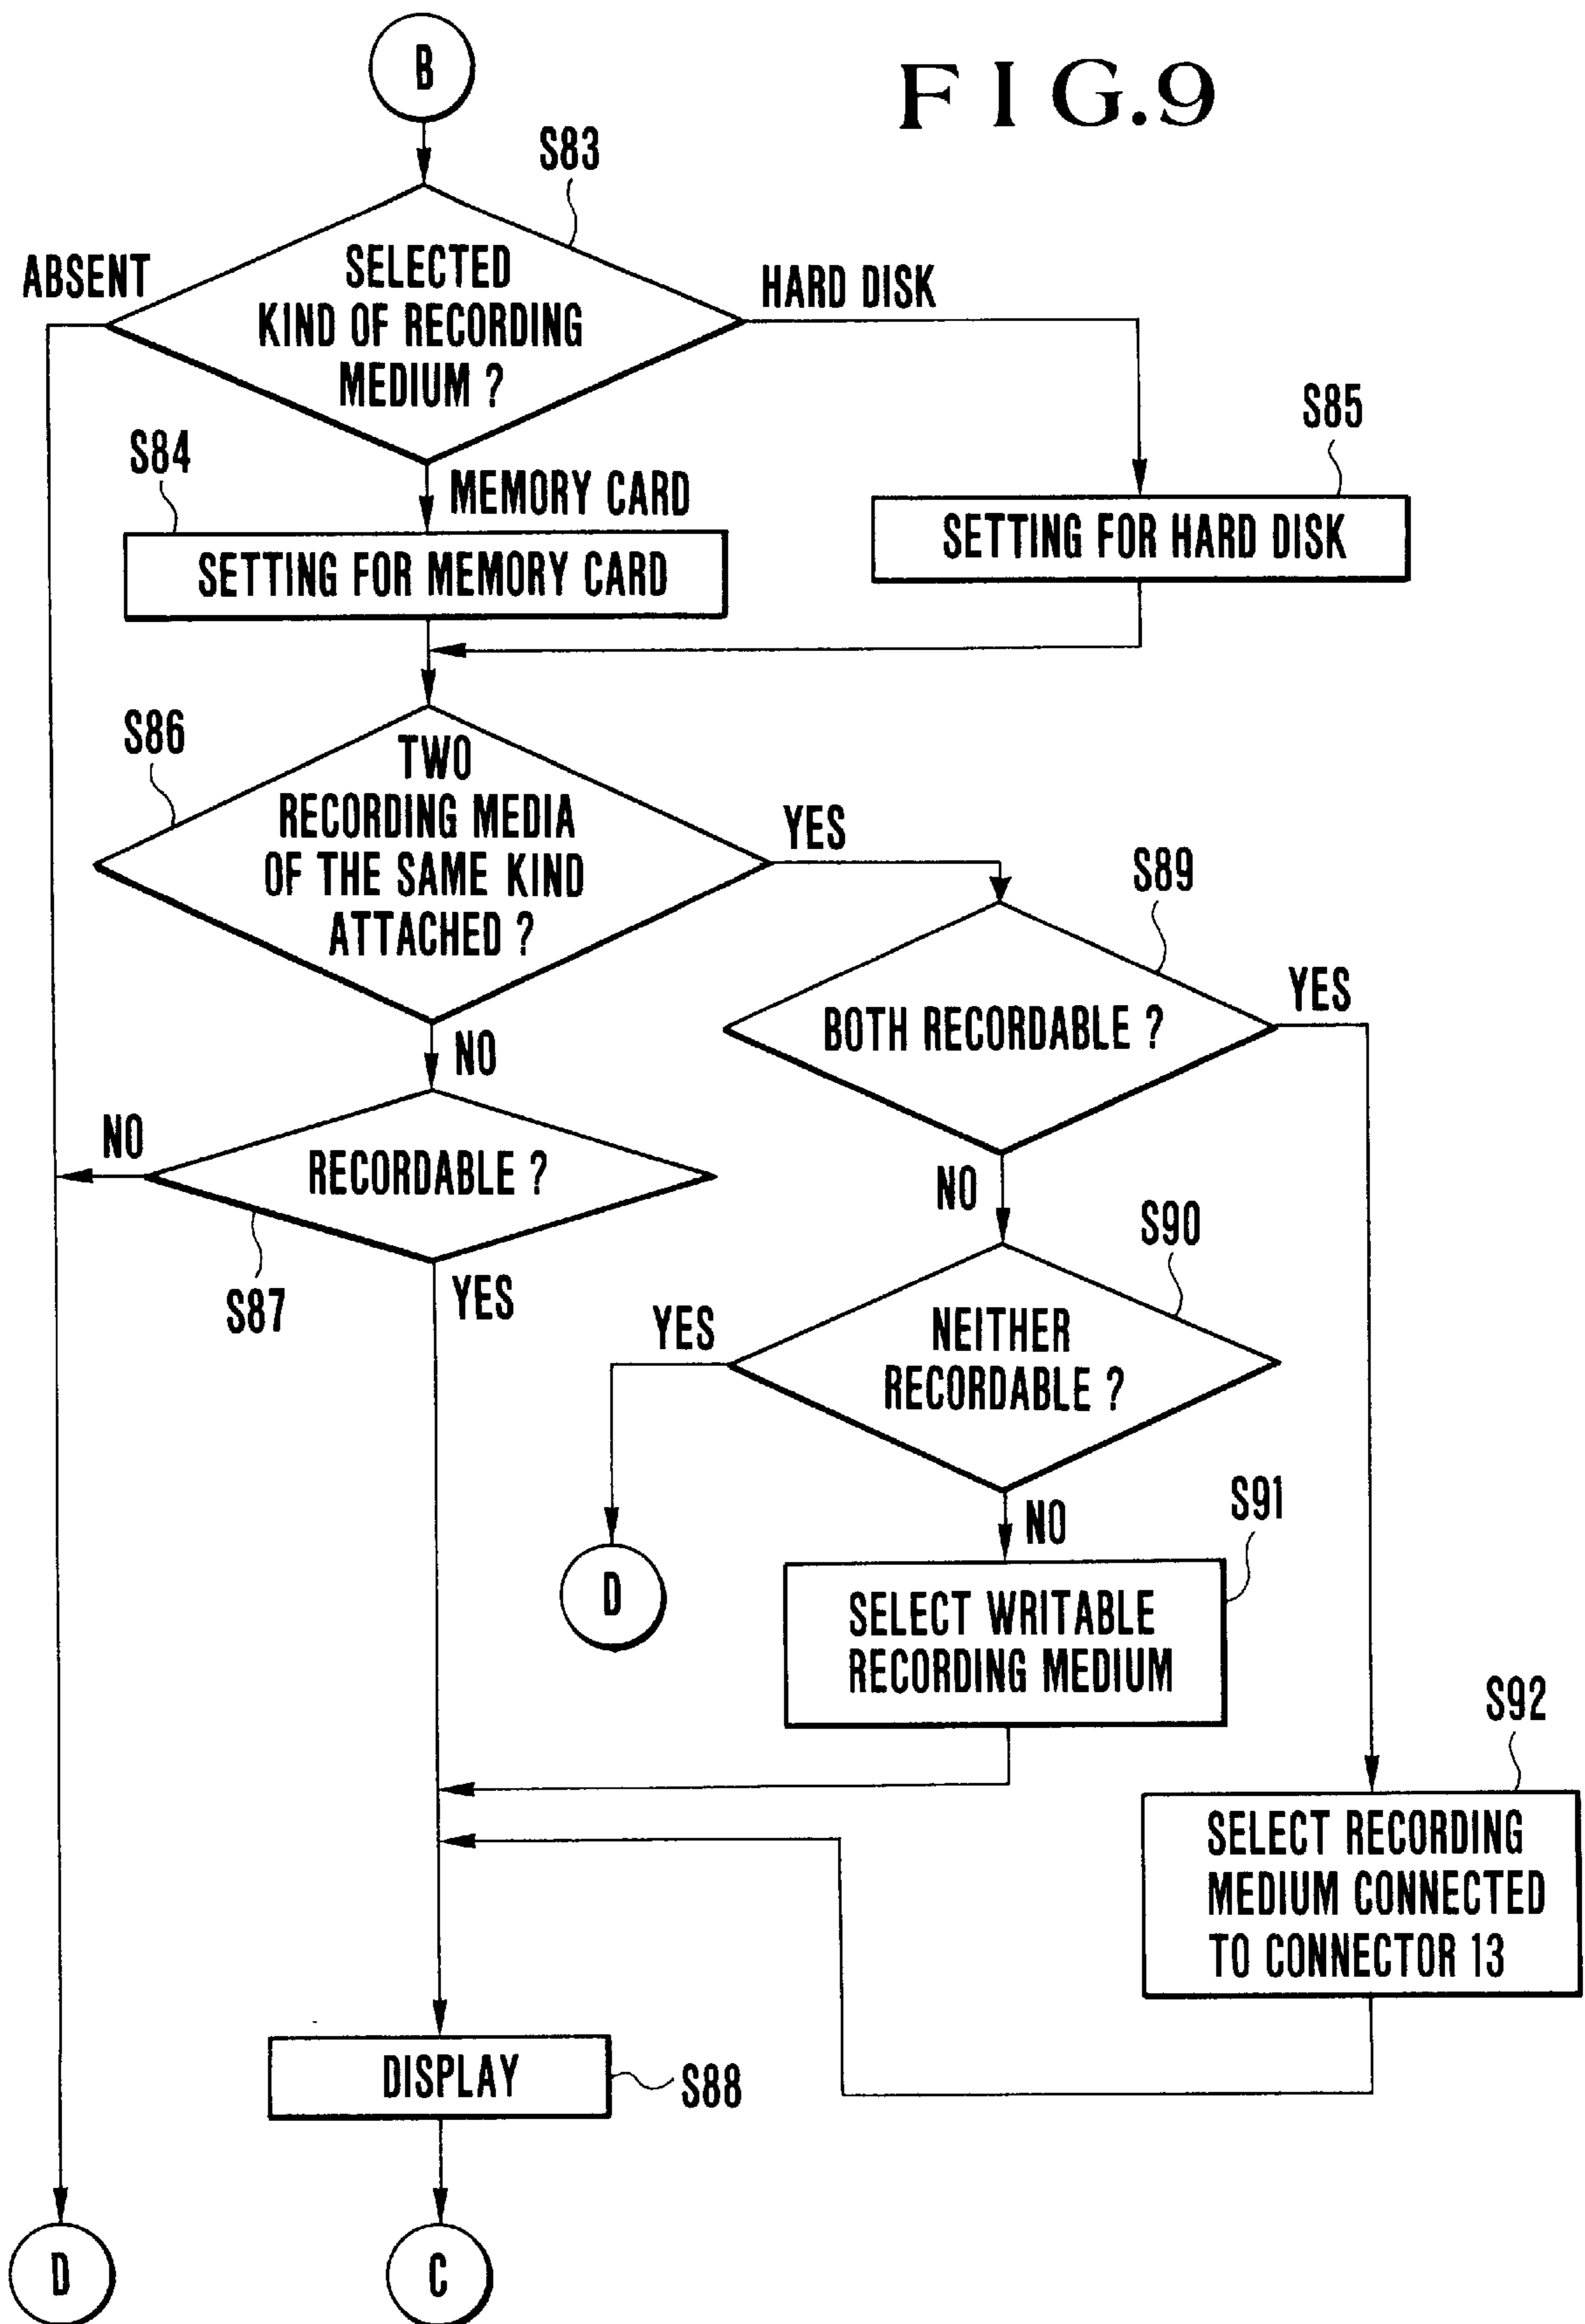 B
FIG.9
S83
ABSENT
SELECTED
KIND OF RECORDING
MEDIUM ?
HARD DISK
S84
MEMORY CARD
S85
SETTING FOR MEMORY CARD
SETTING FOR HARD DISK
S86
TWO
RECORDING MEDIA
OF THE SAME KIND
ATTACHED ?
YES
NO
S89
BOTH RECORDABLE ?
YES
NO
NO
RECORDABLE ?
S87
YES
S90
NEITHER
RECORDABLE ?
YES
NO
D
S91
SELECT WRITABLE
RECORDING MEDIUM
S92
SELECT RECORDING
MEDIUM CONNECTED
TO CONNECTOR 13
DISPLAY
S88
D
C